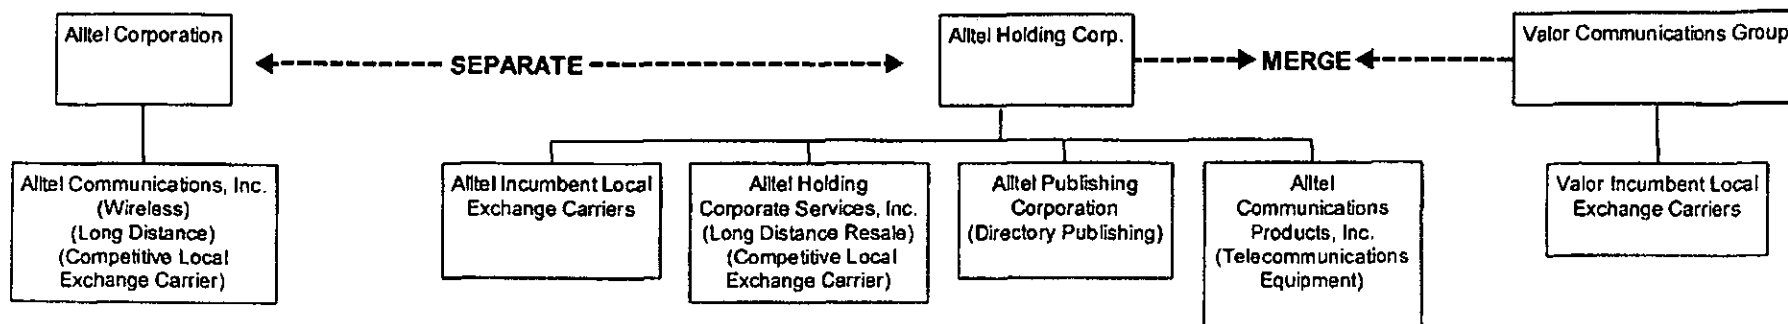 Alltel Corporation
SEPARATE
Alltel Holding Corp.
MERGE
Valor Communications Group
Alltel Communications, Inc.
(Wireless)
(Long Distance)
(Competitive Local
Exchange Carrier)
Alltel Incumbent Local
Exchange Carriers
Alltel Holding
Corporate Services, Inc.
(Long Distance Resale)
(Competitive Local
Exchange Carrier)
Alltel Publishing
Corporation
(Directory Publishing)
Alltel
Communications
Products, Inc.
(Telecommunications
Equipment)
Valor Incumbent Local
Exchange Carriers